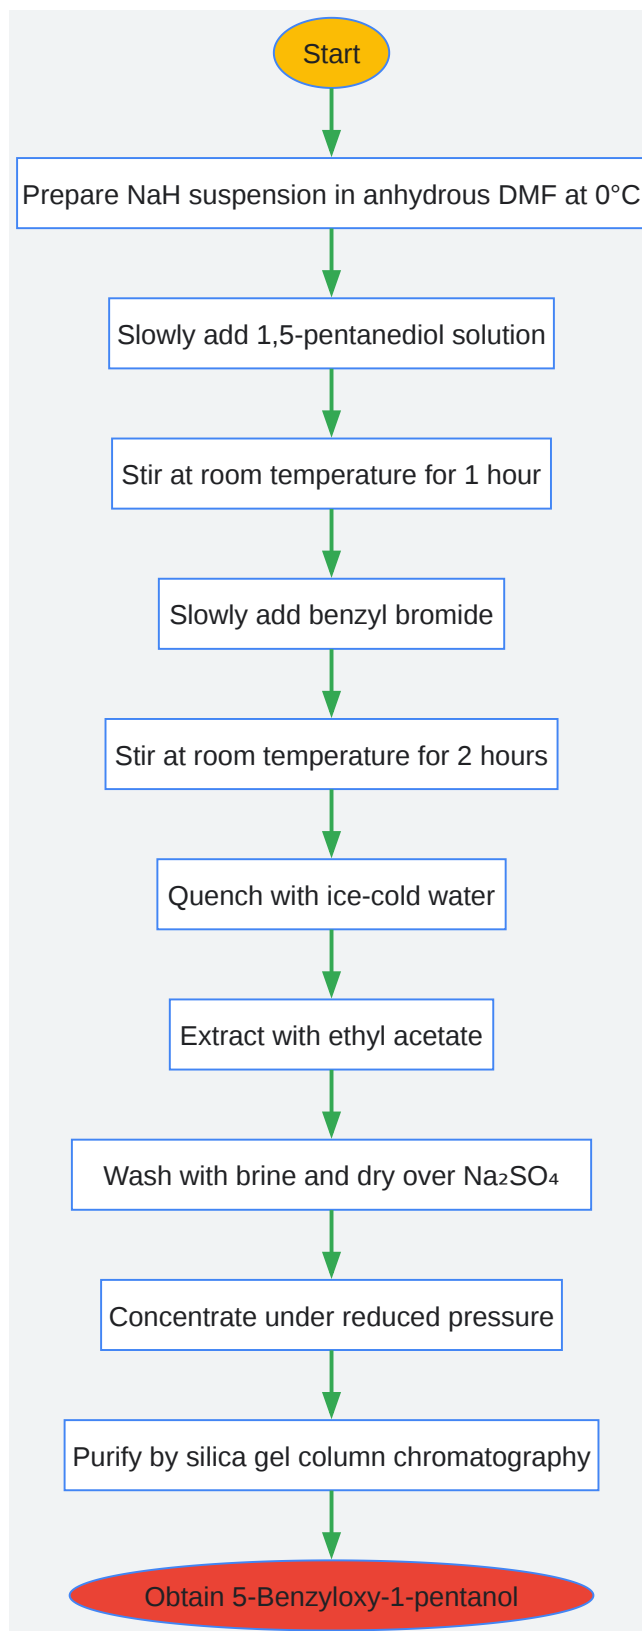 Start
Prepare NaH suspension in anhydrous DMF at 0°C
Slowly add 1,5-pentanediol solution
Stir at room temperature for 1 hour
Slowly add benzyl bromide
Stir at room temperature for 2 hours
Quench with ice-cold water
Extract with ethyl acetate
Wash with brine and dry over Na₂SO₄
Concentrate under reduced pressure
Purify by silica gel column chromatography
Obtain 5-Benzyloxy-1-pentanol